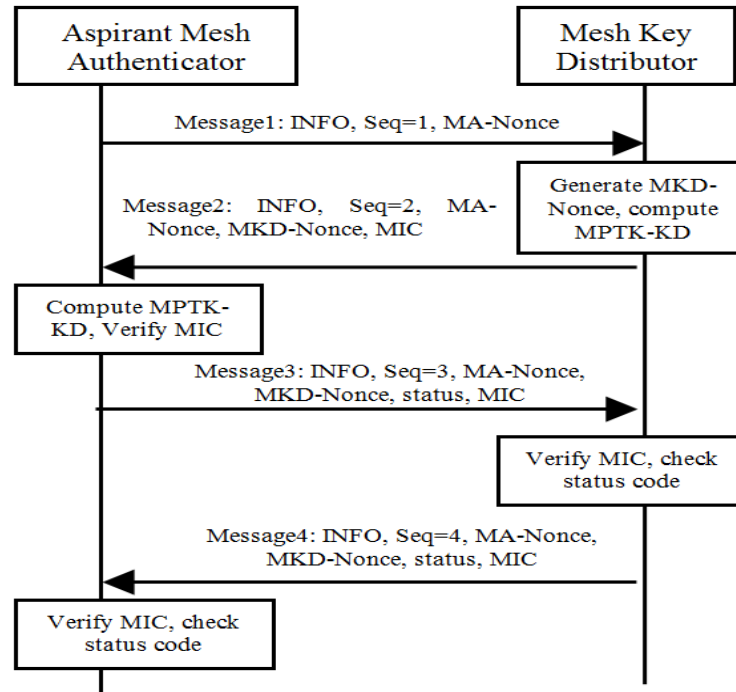 Aspirant Mesh
Authenticator
Mesh Key
Distributor
Message1: INFO, Seq=1, MA-Nonce
Generate MKD-
Nonce, compute
MPTK-KD
Message2: INFO, Seq=2, MA-
Nonce, MKD-Nonce, MIC
Compute MPTK-
KD, Verify MIC
Message3: INFO, Seq=3, MA-Nonce,
MKD-Nonce, status, MIC
Verify MIC, check
status code
Message4: INFO, Seq=4, MA-Nonce,
MKD-Nonce, status, MIC
Verify MIC, check
status code